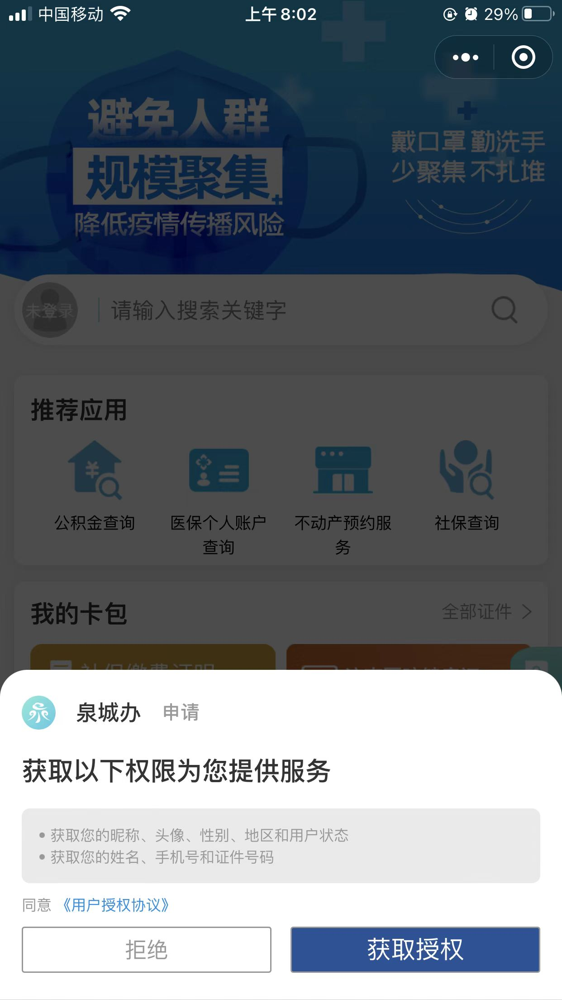 中国移动
上午 8:02
29%
避免人群
规模聚集
降低疫情传播风险
戴口罩 勤洗手
少聚集 不扎堆
未登录
请输入搜索关键字
推荐应用
公积金查询
医保个人账户
查询
不动产预约服
务
社保查询
我的卡包
全部证件
社保缴费证明
泉城办
申请
获取以下权限为您提供服务
• 获取您的昵称、头像、性别、地区和用户状态
• 获取您的姓名、手机号和证件号码
同意 《用户授权协议》
拒绝
获取授权